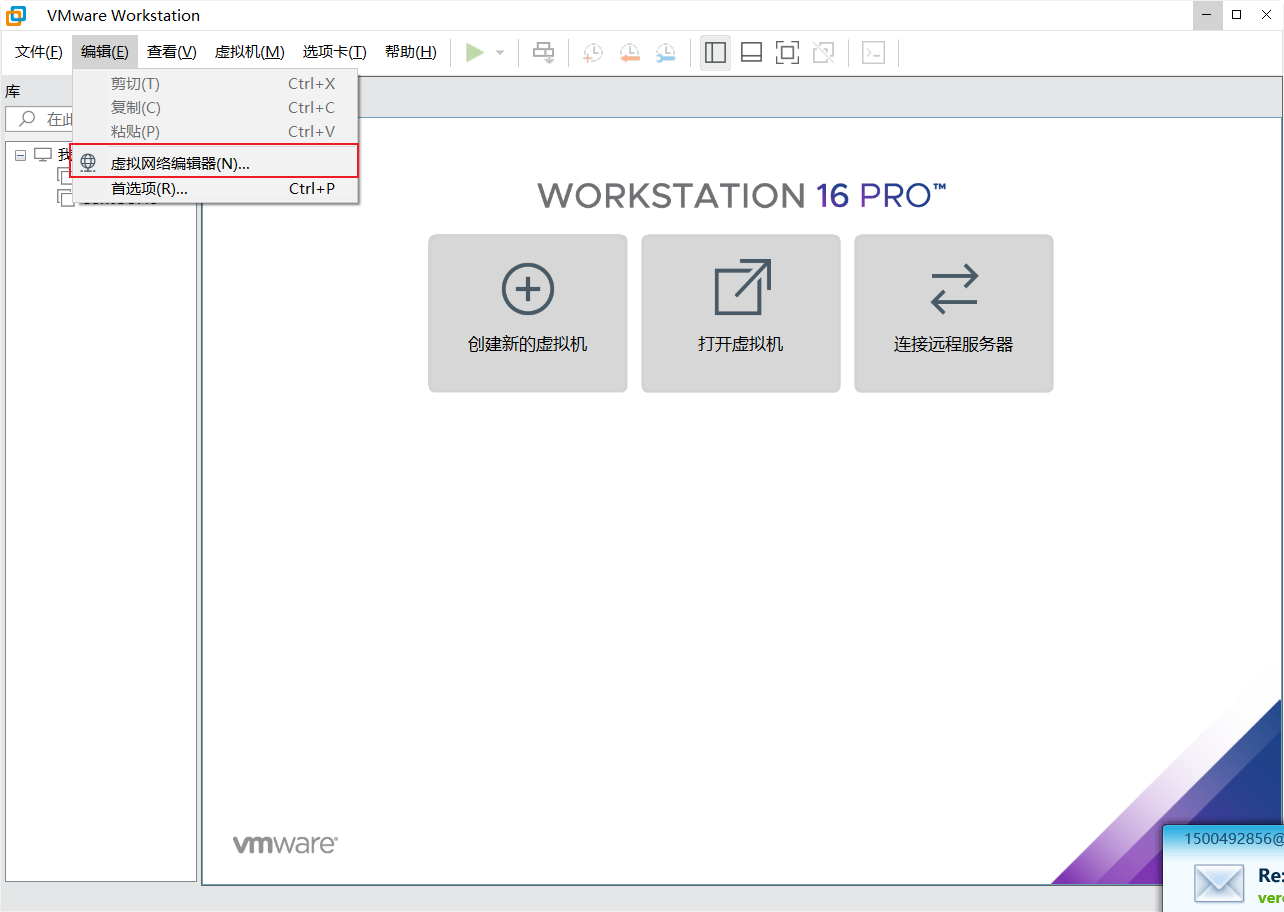 VMware Workstation
文件(F) 编辑(E) 查看(V) 虚拟机(M) 选项卡(T) 帮助(H)
剪切(T) Ctrl+X
复制(C) Ctrl+C
粘贴(P) Ctrl+V
虚拟网络编辑器(N)...
首选项(R)... Ctrl+P
库
在此
我
WORKSTATION 16 PRO™
创建新的虚拟机
打开虚拟机
连接远程服务器
vmware®
1500492856@
Re:
vere